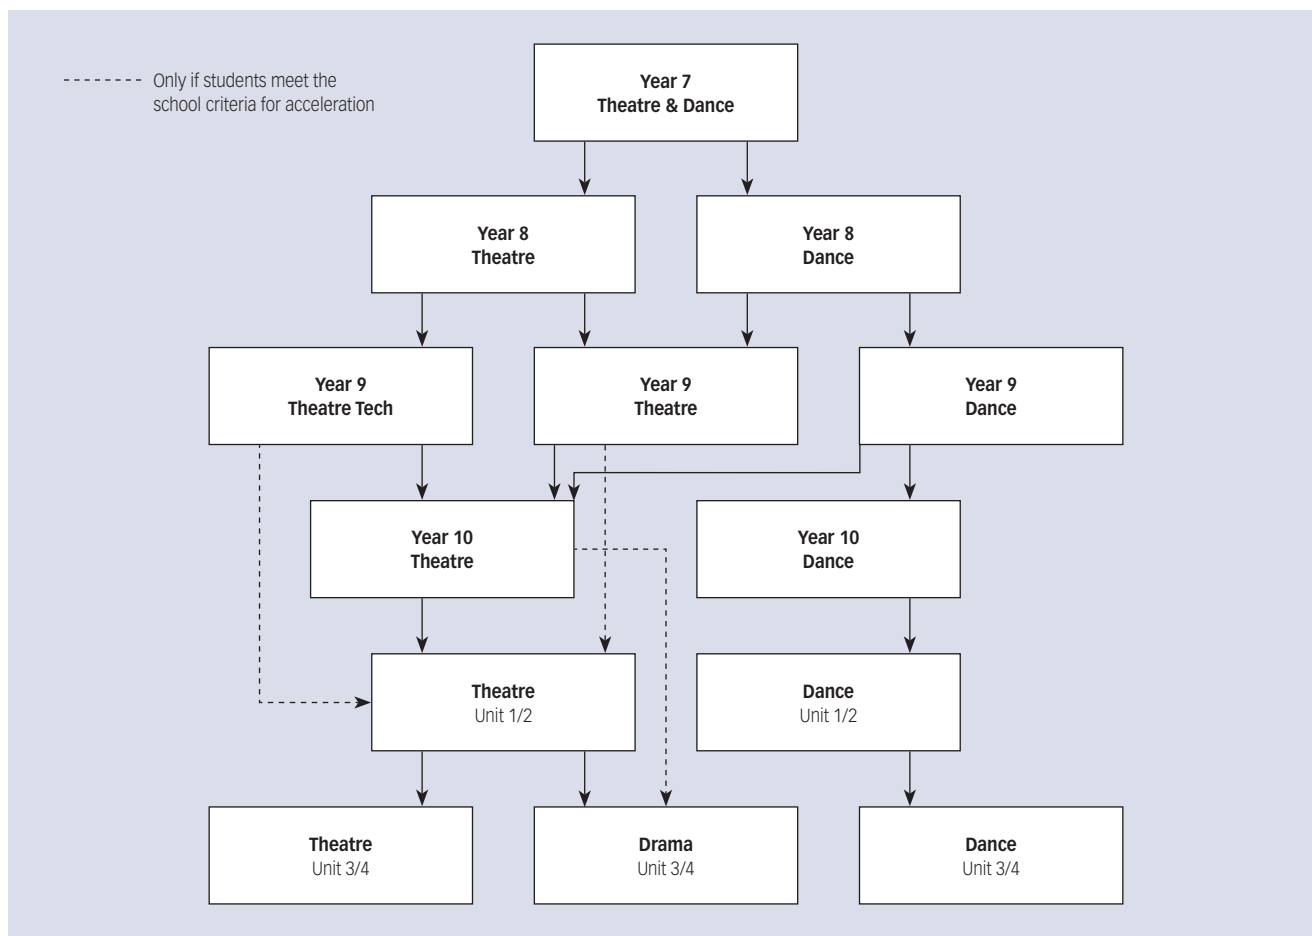 Only if students meet the
school criteria for acceleration
Year 7
Theatre & Dance
Year 8
Theatre
Year 8
Dance
Year 9
Theatre Tech
Year 9
Theatre
Year 9
Dance
Year 10
Theatre
Year 10
Dance
Theatre
Unit 1/2
Dance
Unit 1/2
Theatre
Unit 3/4
Drama
Unit 3/4
Dance
Unit 3/4